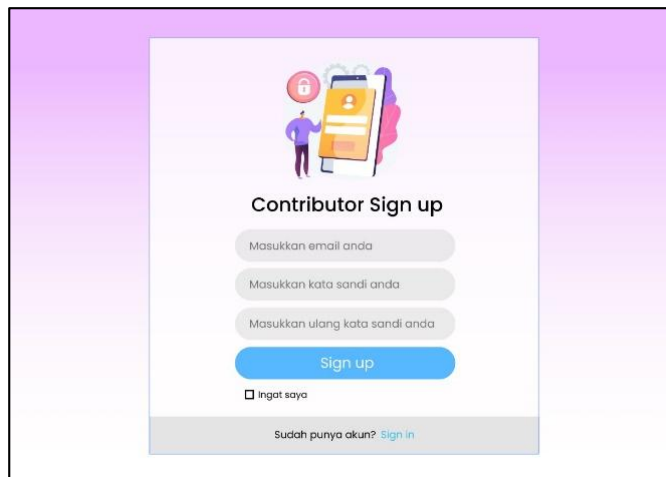 Contributor Sign up
Masukkan email anda
Masukkan kata sandi anda
Masukkan ulang kata sandi anda
Sign up
Ingat saya
Sudah punya akun? Sign in